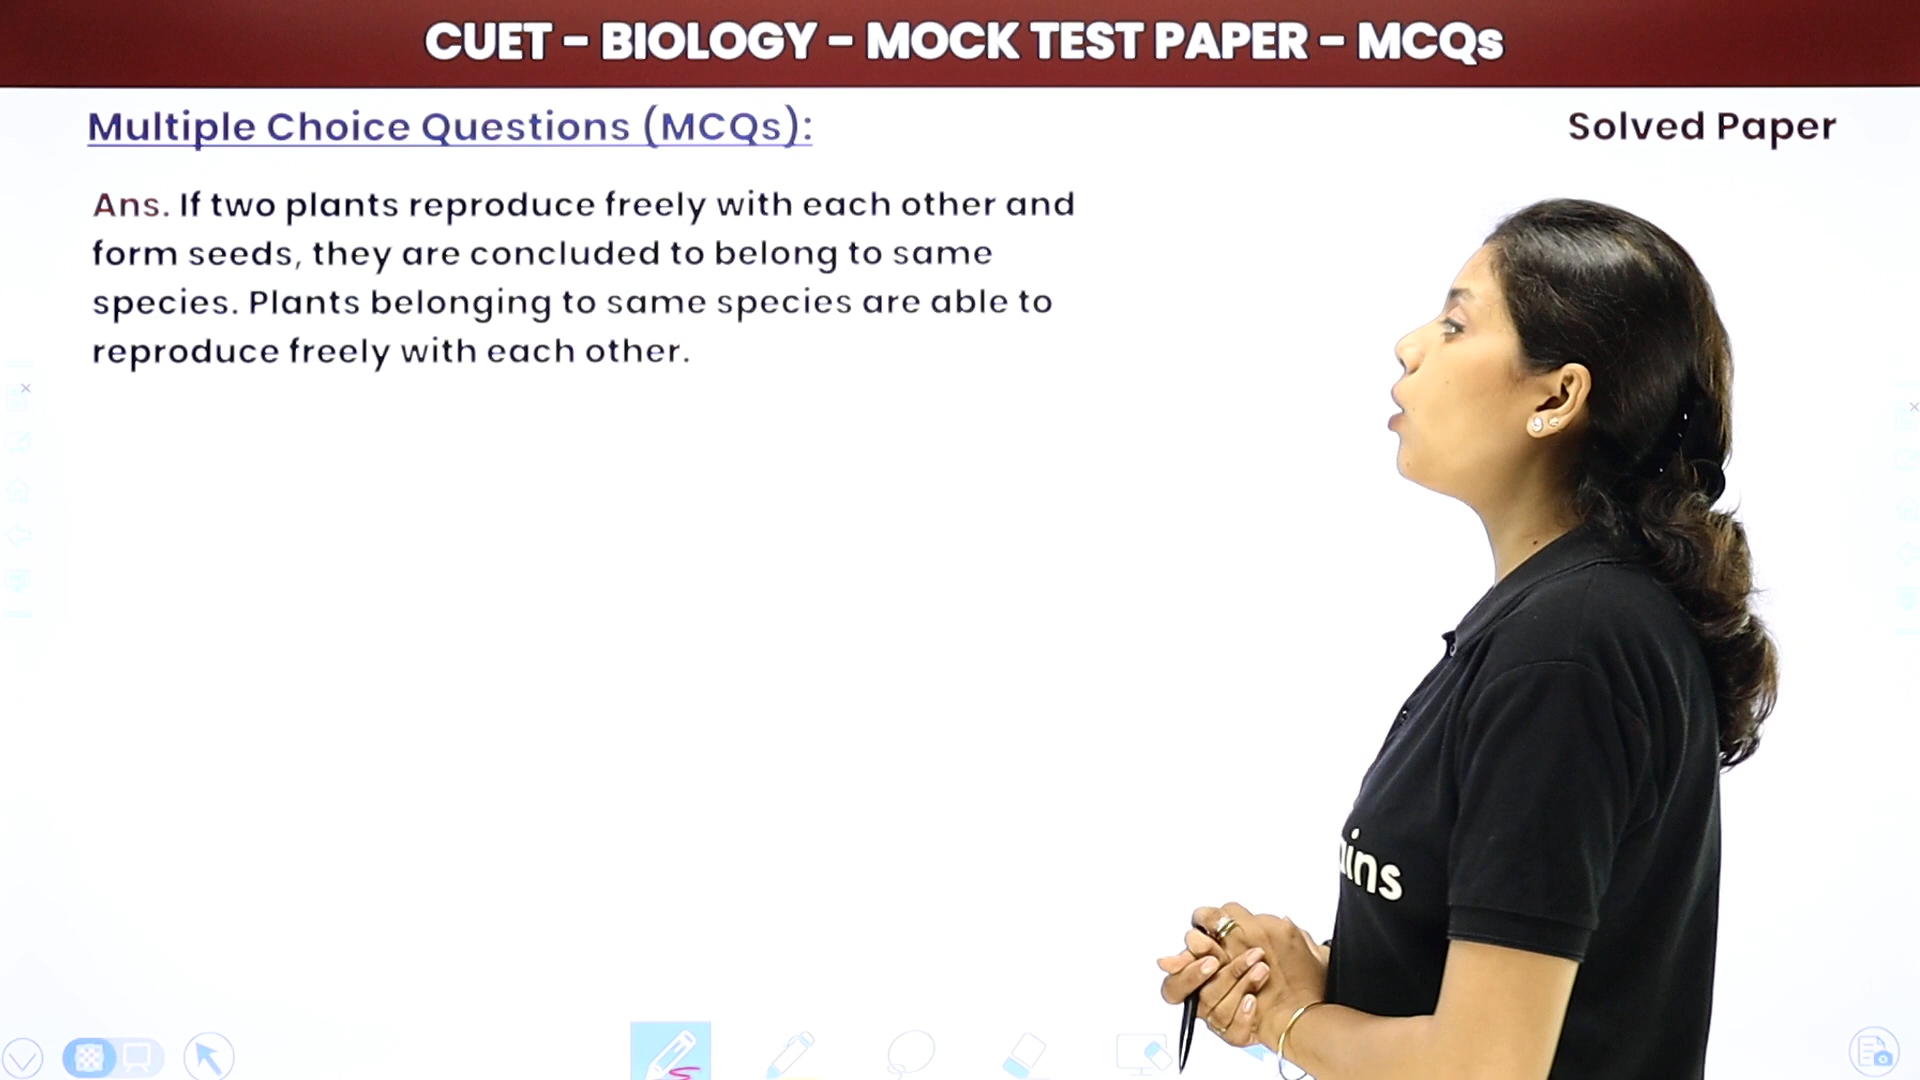 CUET - BIOLOGY - MOCK TEST PAPER - MCQs
Multiple Choice Questions (MCQs):
Solved Paper
Ans. If two plants reproduce freely with each other and
form seeds, they are concluded to belong to same
species. Plants belonging to same species are able to
reproduce freely with each other.
ins